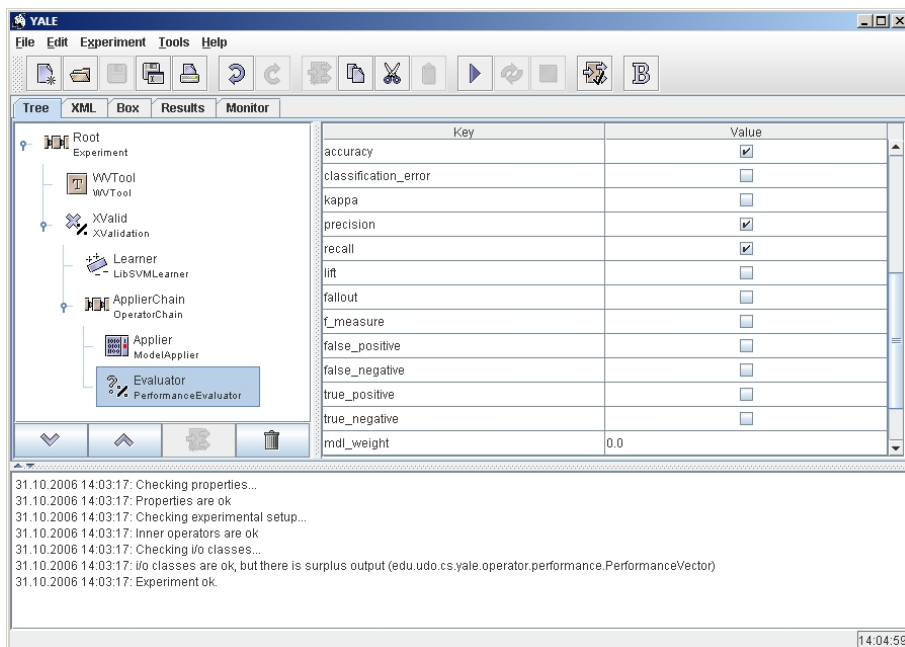 YALE
File Edit Experiment Tools Help
B
Tree XML Box Results Monitor
Root
Experiment
T
WVTool
WVTool
XValid
XValidation
Learner
LibSVMLearner
ApplierChain
OperatorChain
Applier
ModelApplier
Evaluator
PerformanceEvaluator
Key Value
accuracy
classification_error
kappa
precision
recall
lift
fallout
f_measure
false_positive
false_negative
true_positive
true_negative
mdl_weight 0.0
31.10.2006 14:03:17: Checking properties...
31.10.2006 14:03:17: Properties are ok
31.10.2006 14:03:17: Checking experimental setup...
31.10.2006 14:03:17: Inner operators are ok
31.10.2006 14:03:17: Checking i/o classes...
31.10.2006 14:03:17: i/o classes are ok, but there is surplus output (edu.udo.cs.yale.operator.performance.PerformanceVector)
31.10.2006 14:03:17: Experiment ok.
14:04:59